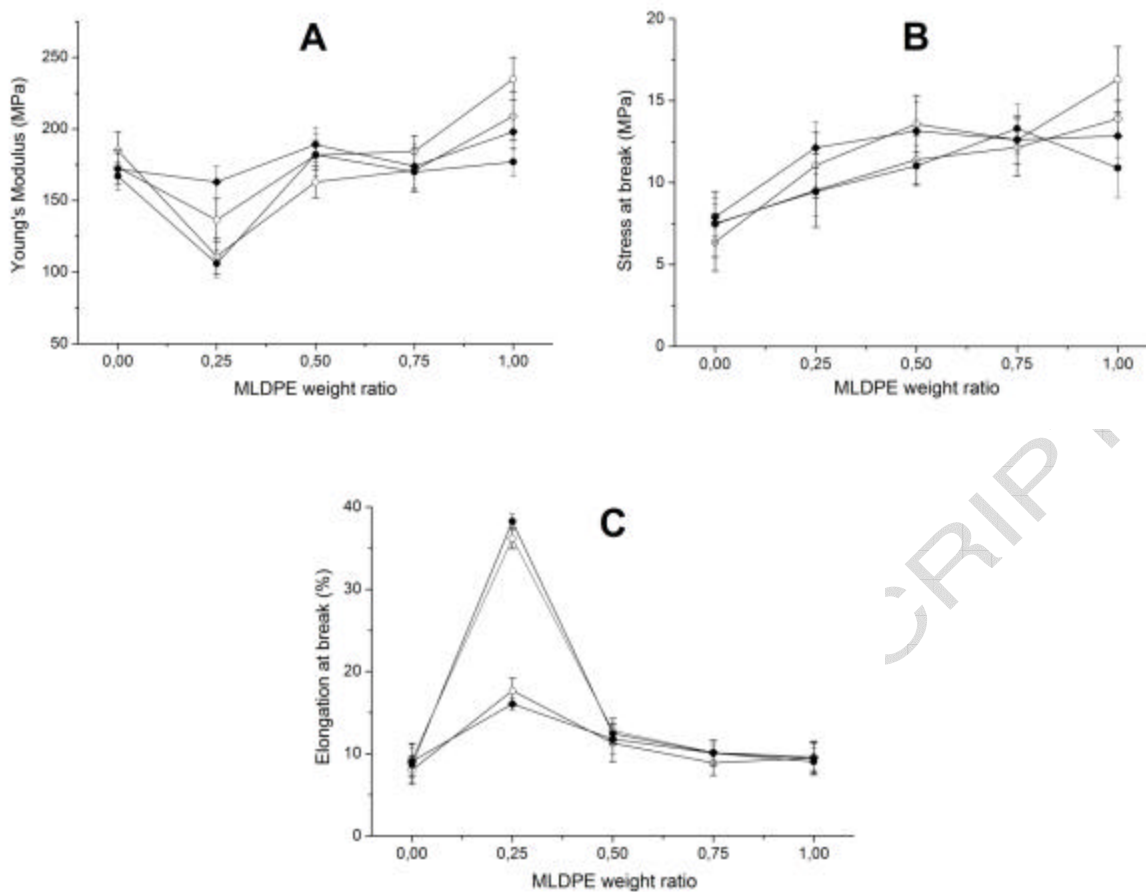 A
Young's Modulus (MPa)
250
200
150
100
50
0,00 0,25 0,50 0,75 1,00
MLDPE weight ratio
B
Stress at break (MPa)
20
15
10
5
0
0,00 0,25 0,50 0,75 1,00
MLDPE weight ratio
C
Elongation at break (%)
40
30
20
10
0
0,00 0,25 0,50 0,75 1,00
MLDPE weight ratio
CRIPT